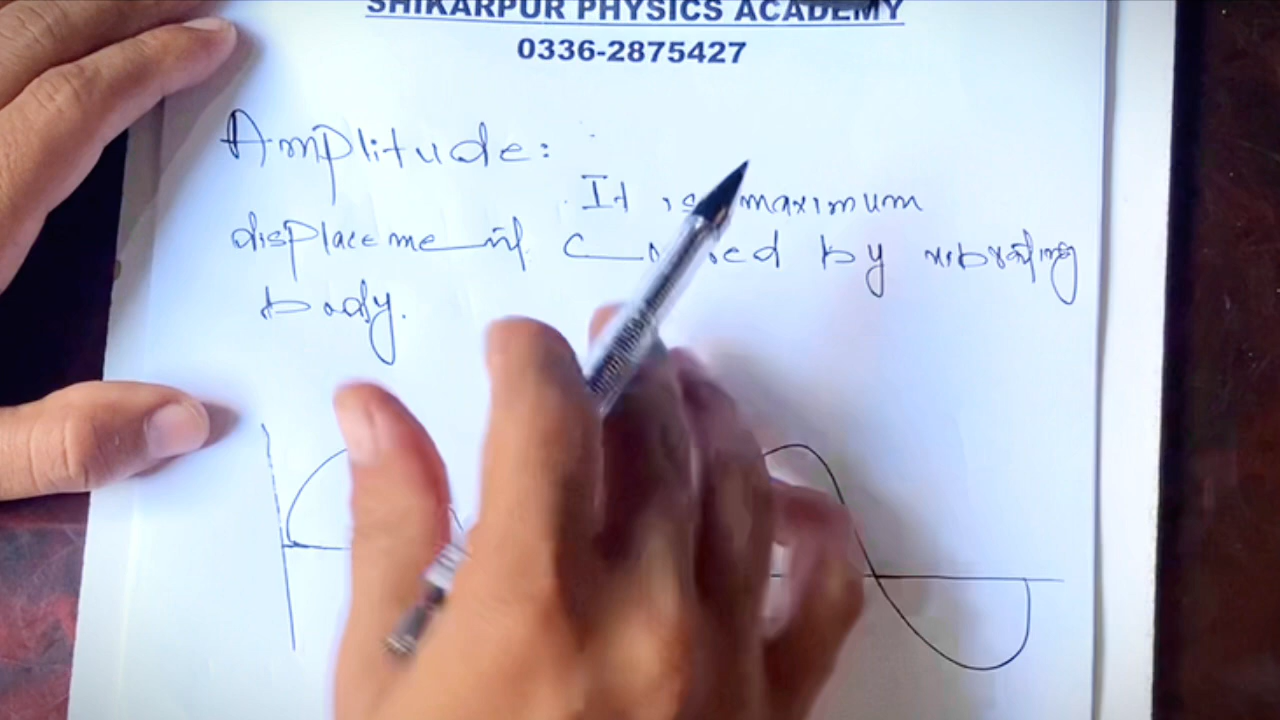 SHIKARPUR PHYSICS ACADEMY
0336-2875427
Amplitude:
It is maximum
displacement by vibrating
body.